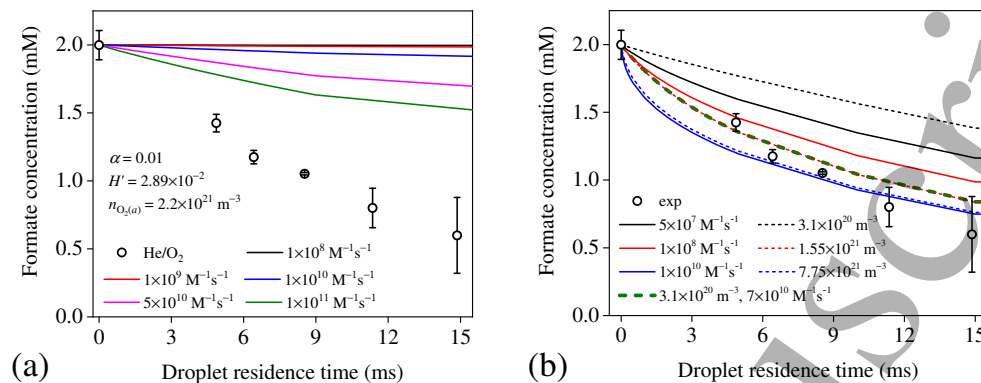 (a)
Formate concentration (mM)
2.0
1.5
1.0
0.5
0.0
α = 0.01
H′ = 2.89×10⁻²
n_O₂(a) = 2.2×10²¹ m⁻³
He/O₂
1×10⁸ M⁻¹s⁻¹
1×10⁹ M⁻¹s⁻¹
1×10¹⁰ M⁻¹s⁻¹
5×10¹⁰ M⁻¹s⁻¹
1×10¹¹ M⁻¹s⁻¹
0 3 6 9 12 15
Droplet residence time (ms)
(b)
Formate concentration (mM)
2.0
1.5
1.0
0.5
0.0
exp
5×10⁷ M⁻¹s⁻¹
3.1×10²⁰ m⁻³
1×10⁸ M⁻¹s⁻¹
1.55×10²¹ m⁻³
1×10¹⁰ M⁻¹s⁻¹
7.75×10²¹ m⁻³
3.1×10²⁰ m⁻³, 7×10¹⁰ M⁻¹s⁻¹
0 3 6 9 12 15
Droplet residence time (ms)